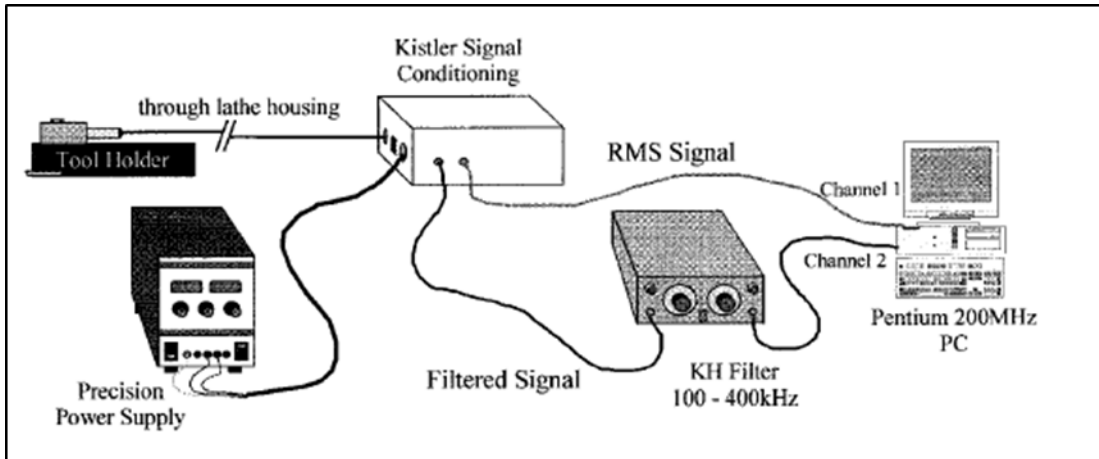 Kistler Signal
Conditioning
through lathe housing
Tool Holder
RMS Signal
Channel 1
Channel 2
Pentium 200MHz
PC
Precision
Power Supply
Filtered Signal
KH Filter
100 - 400kHz